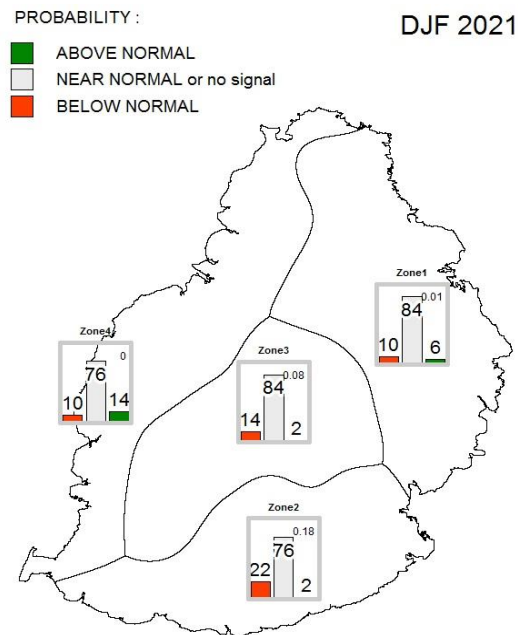 PROBABILITY :
DJF 2021
ABOVE NORMAL
NEAR NORMAL or no signal
BELOW NORMAL
Zone1
0.01
84
10
6
Zone4
0
76
10
14
Zone3
0.08
84
14
2
Zone2
0.18
76
22
2